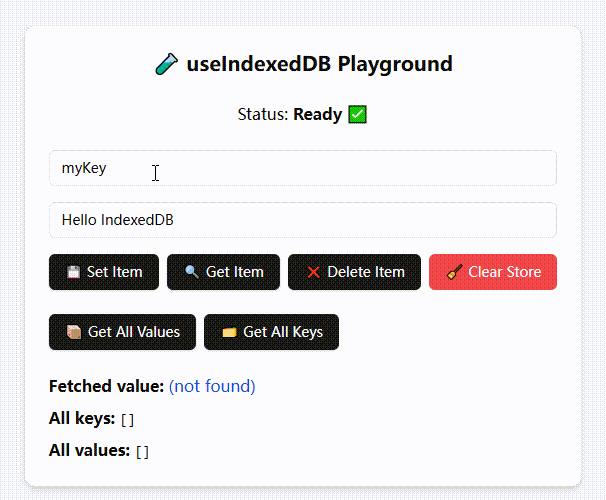 🧪 useIndexedDB Playground
Status: Ready ✅
myKey
Hello IndexedDB
💾 Set Item 🔍 Get Item ❌ Delete Item 🧹 Clear Store
📦 Get All Values 📁 Get All Keys
Fetched value: (not found)
All keys: []
All values: []